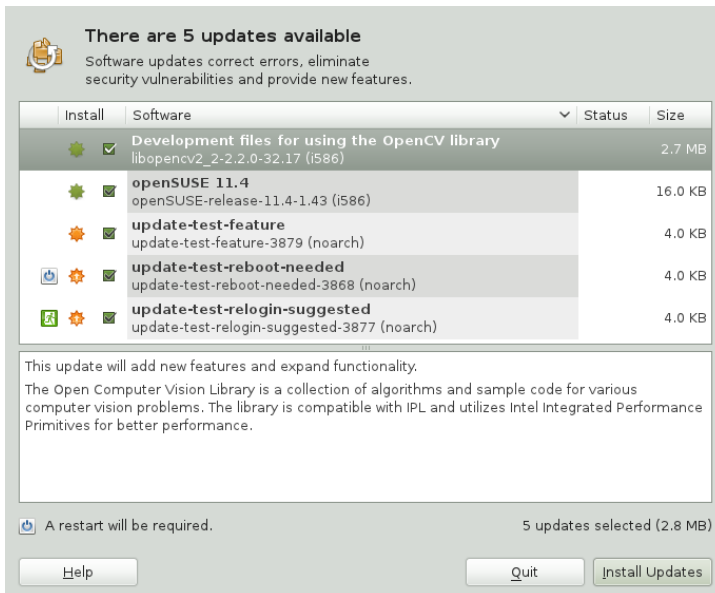 There are 5 updates available
Software updates correct errors, eliminate
security vulnerabilities and provide new features.
Install Software Status Size
Development files for using the OpenCV library
libopencv2_2-2.2.0-32.17 (i586)
2.7 MB
openSUSE 11.4
openSUSE-release-11.4-1.43 (i586)
16.0 KB
update-test-feature
update-test-feature-3879 (noarch)
4.0 KB
update-test-reboot-needed
update-test-reboot-needed-3868 (noarch)
4.0 KB
update-test-relogin-suggested
update-test-relogin-suggested-3877 (noarch)
4.0 KB
This update will add new features and expand functionality.
The Open Computer Vision Library is a collection of algorithms and sample code for various
computer vision problems. The library is compatible with IPL and utilizes Intel Integrated Performance
Primitives for better performance.
A restart will be required. 5 updates selected (2.8 MB)
Help Quit Install Updates